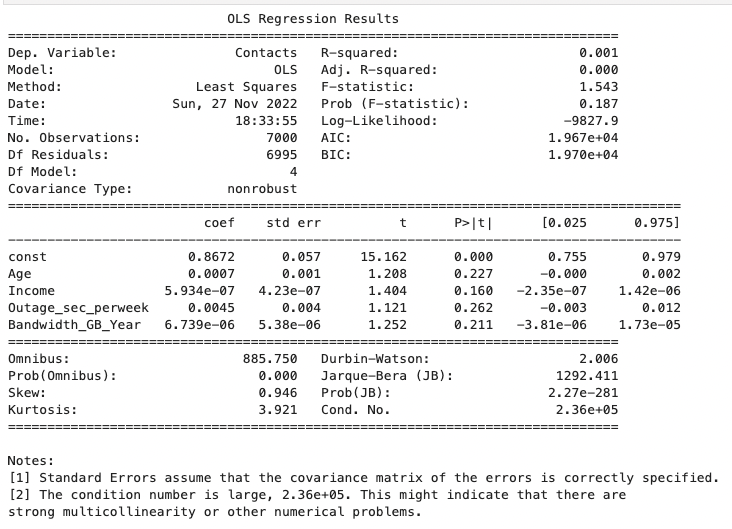 OLS Regression Results
==============================================================================
Dep. Variable:               Contacts   R-squared:                       0.001
Model:                            OLS   Adj. R-squared:                  0.000
Method:                 Least Squares   F-statistic:                     1.543
Date:                Sun, 27 Nov 2022   Prob (F-statistic):              0.187
Time:                        18:33:55   Log-Likelihood:                -9827.9
No. Observations:                7000   AIC:                         1.967e+04
Df Residuals:                    6995   BIC:                         1.970e+04
Df Model:                           4
Covariance Type:            nonrobust
======================================================================================
                         coef    std err          t      P>|t|      [0.025      0.975]
--------------------------------------------------------------------------------------
const                  0.8672      0.057     15.162      0.000       0.755       0.979
Age                    0.0007      0.001      1.208      0.227      -0.000       0.002
Income              5.934e-07   4.23e-07      1.404      0.160   -2.35e-07    1.42e-06
Outage_sec_perweek     0.0045      0.004      1.121      0.262      -0.003       0.012
Bandwidth_GB_Year   6.739e-06   5.38e-06      1.252      0.211   -3.81e-06    1.73e-05
==============================================================================
Omnibus:                      885.750   Durbin-Watson:                   2.006
Prob(Omnibus):                  0.000   Jarque-Bera (JB):             1292.411
Skew:                           0.946   Prob(JB):                    2.27e-281
Kurtosis:                       3.921   Cond. No.                     2.36e+05
==============================================================================

Notes:
[1] Standard Errors assume that the covariance matrix of the errors is correctly specified.
[2] The condition number is large, 2.36e+05. This might indicate that there are
strong multicollinearity or other numerical problems.